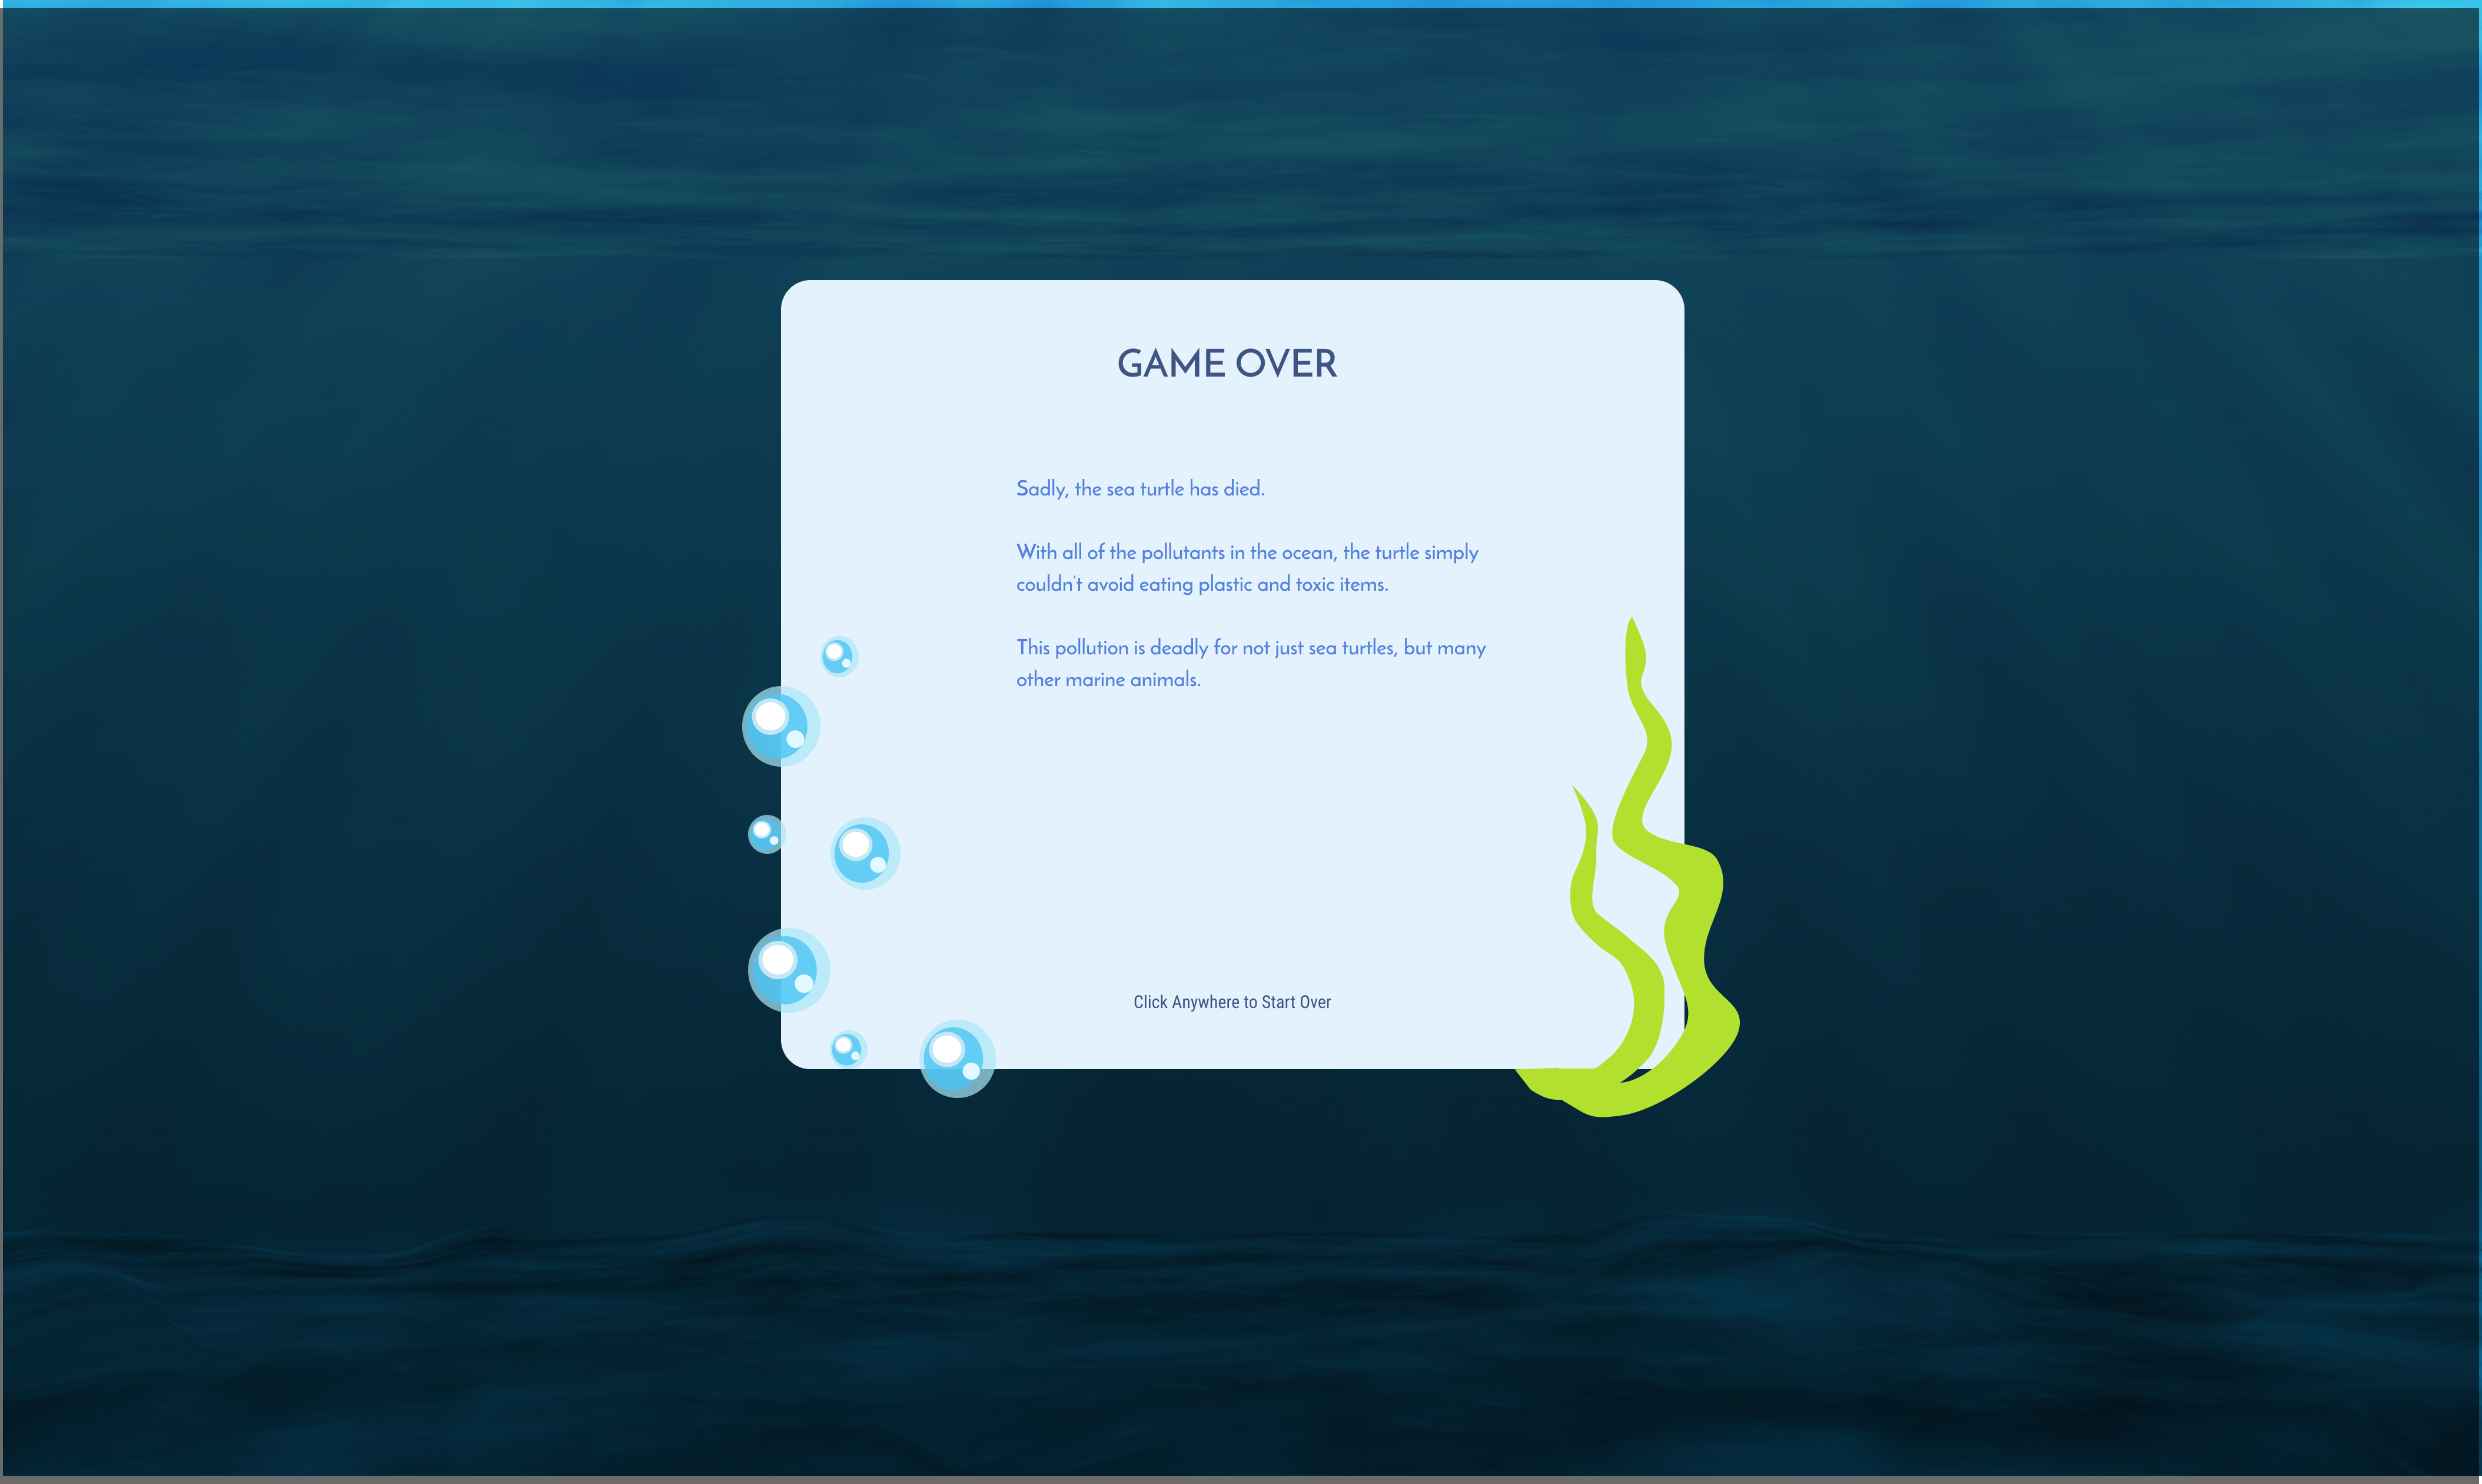 GAME OVER
Sadly, the sea turtle has died.
With all of the pollutants in the ocean, the turtle simply
couldn't avoid eating plastic and toxic items.
This pollution is deadly for not just sea turtles, but many
other marine animals.
Click Anywhere to Start Over